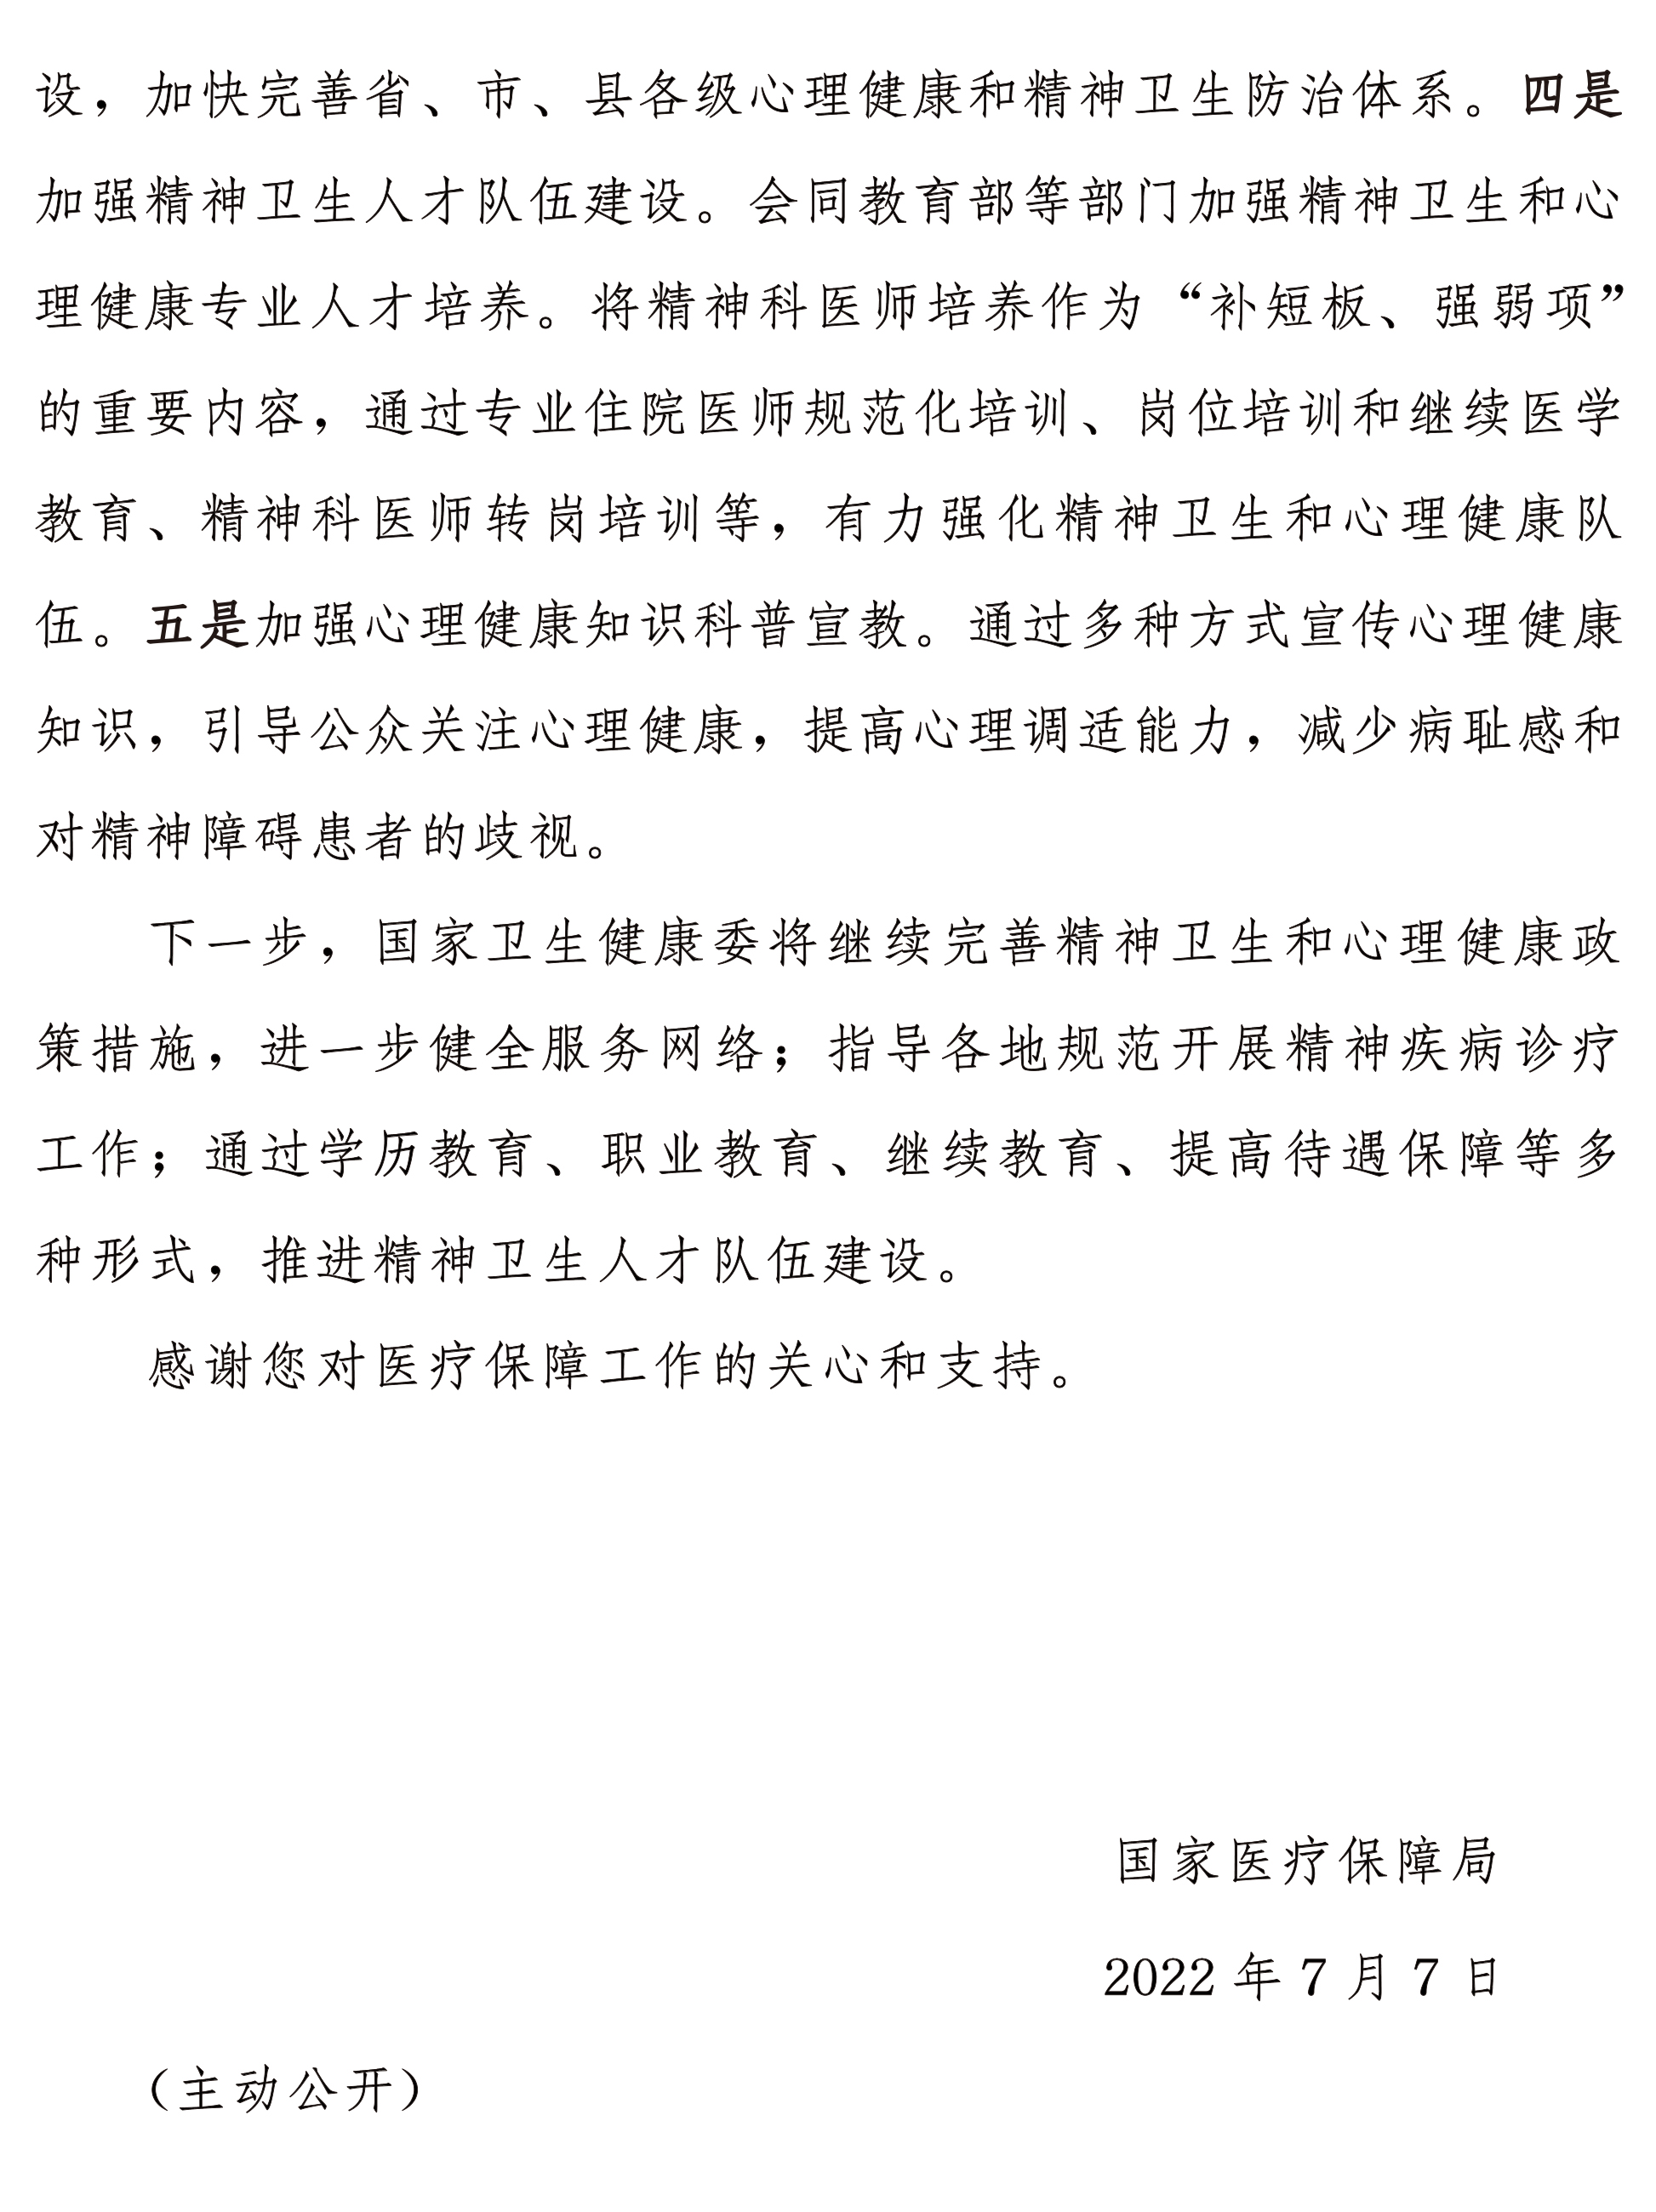 设，加快完善省、市、县各级心理健康和精神卫生防治体系。四是
加强精神卫生人才队伍建设。会同教育部等部门加强精神卫生和心
理健康专业人才培养。将精神科医师培养作为“补短板、强弱项”
的重要内容，通过专业住院医师规范化培训、岗位培训和继续医学
教育、精神科医师转岗培训等，有力强化精神卫生和心理健康队
伍。五是加强心理健康知识科普宣教。通过多种方式宣传心理健康
知识，引导公众关注心理健康，提高心理调适能力，减少病耻感和
对精神障碍患者的歧视。
下一步，国家卫生健康委将继续完善精神卫生和心理健康政
策措施，进一步健全服务网络；指导各地规范开展精神疾病诊疗
工作；通过学历教育、职业教育、继续教育、提高待遇保障等多
种形式，推进精神卫生人才队伍建设。
感谢您对医疗保障工作的关心和支持。
国家医疗保障局
2022 年 7 月 7 日
（主动公开）